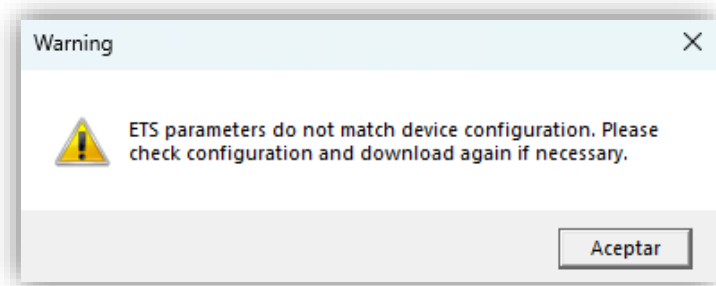 Warning
ETS parameters do not match device configuration. Please
check configuration and download again if necessary.
Aceptar